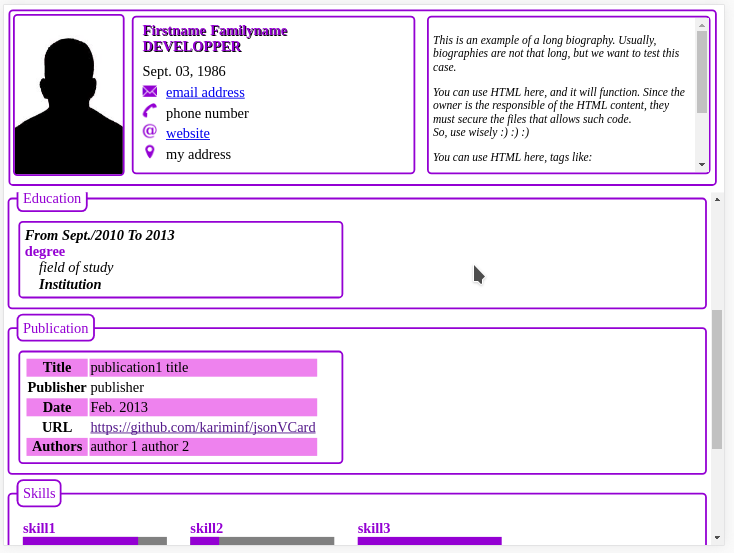 Firstname Familyname
DEVELOPPER
Sept. 03, 1986
email address
phone number
website
my address
This is an example of a long biography. Usually,
biographies are not that long, but we want to test this
case.
You can use HTML here, and it will function. Since the
owner is the responsible of the HTML content, they
must secure the files that allows such code.
So, use wisely :) :) :)
You can use HTML here, tags like:
Education
From Sept./2010 To 2013
degree
field of study
Institution
Publication
Title publication1 title
Publisher publisher
Date Feb. 2013
URL https://github.com/kariminf/jsonVCard
Authors author 1 author 2
Skills
skill1 skill2 skill3